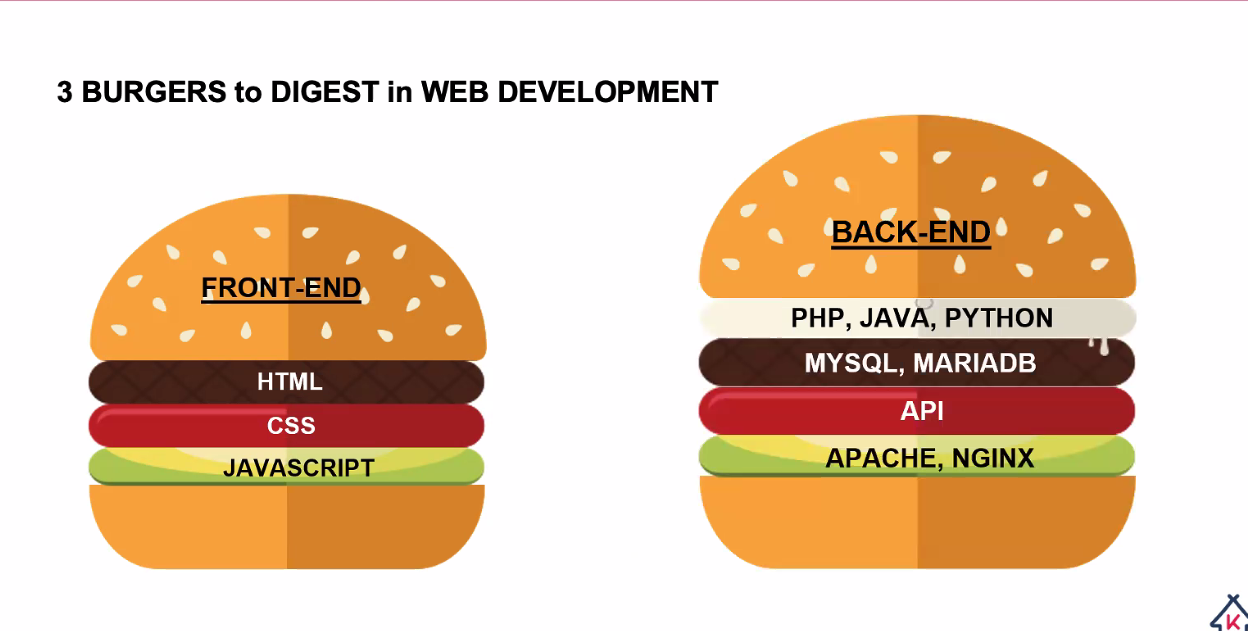 3 BURGERS to DIGEST in WEB DEVELOPMENT
FRONT-END
HTML
CSS
JAVASCRIPT
BACK-END
PHP, JAVA, PYTHON
MYSQL, MARIADB
API
APACHE, NGINX
K